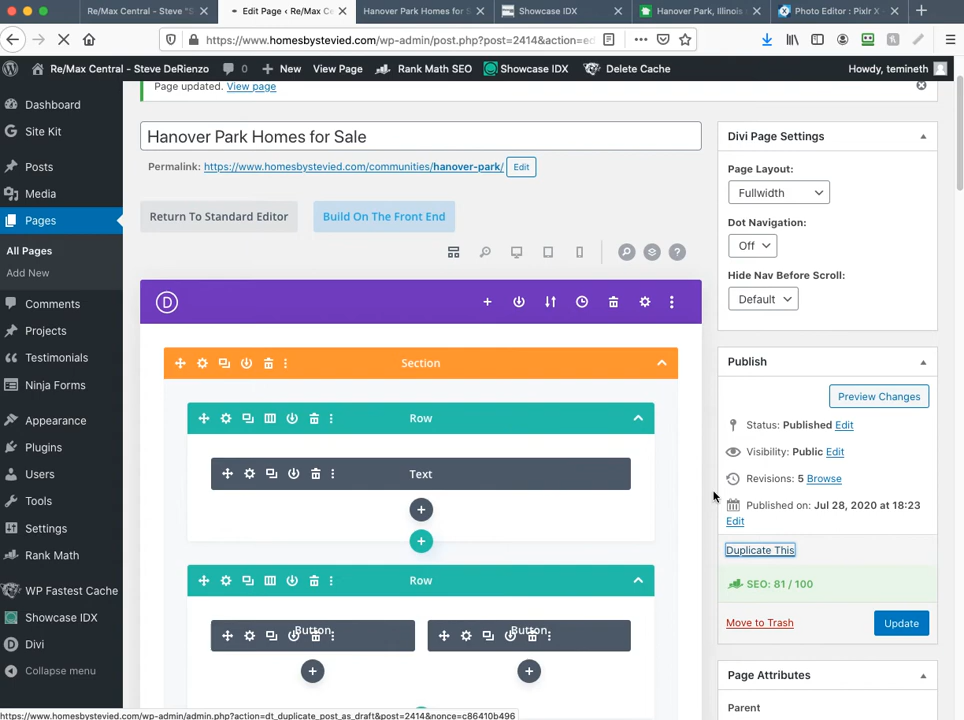 Re/Max Central - Steve "S
Edit Page ‹ Re/Max Ce
Hanover Park Homes for S
Showcase IDX
Hanover Park, Illinois
Photo Editor : Pixlr X
https://www.homesbystevied.com/wp-admin/post.php?post=2414&action=ed
Re/Max Central - Steve DeRienzo
0
New
View Page
Rank Math SEO
Showcase IDX
Delete Cache
Howdy, temineth
Dashboard
Site Kit
Posts
Media
Pages
All Pages
Add New
Comments
Projects
Testimonials
Ninja Forms
Appearance
Plugins
Users
Tools
Settings
Rank Math
WP Fastest Cache
Showcase IDX
Divi
Collapse menu
Page updated. View page
Hanover Park Homes for Sale
Permalink: https://www.homesbystevied.com/communities/hanover-park/ Edit
Return To Standard Editor
Build On The Front End
D
Section
Row
Text
Row
Button
Button
Divi Page Settings
Page Layout:
Fullwidth
Dot Navigation:
Off
Hide Nav Before Scroll:
Default
Publish
Preview Changes
Status: Published Edit
Visibility: Public Edit
Revisions: 5 Browse
Published on: Jul 28, 2020 at 18:23
Edit
Duplicate This
SEO: 81 / 100
Move to Trash
Update
Page Attributes
Parent
https://www.homesbystevied.com/wp-admin/admin.php?action=dt_duplicate_post_as_draft&post=2414&nonce=c86410b496